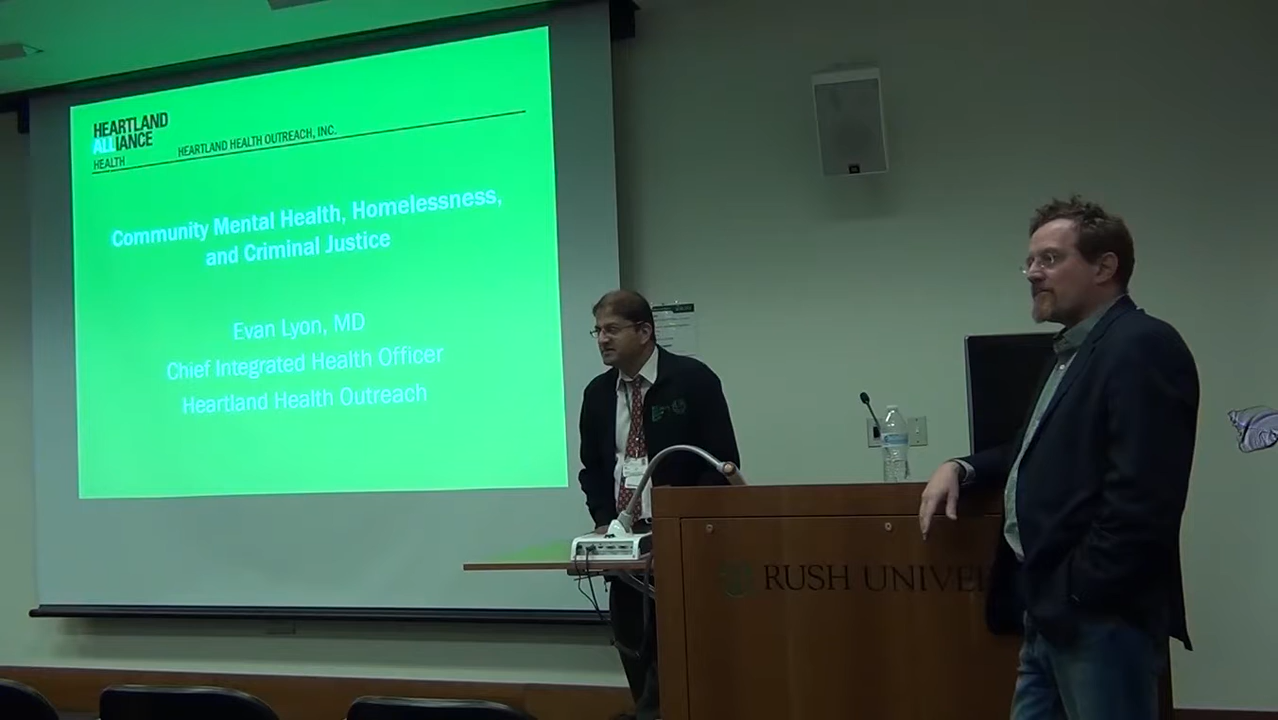 HEARTLAND
ALLIANCE
HEALTH
HEARTLAND HEALTH OUTREACH, INC.
Community Mental Health, Homelessness,
and Criminal Justice
Evan Lyon, MD
Chief Integrated Health Officer
Heartland Health Outreach
RUSH UNIVE